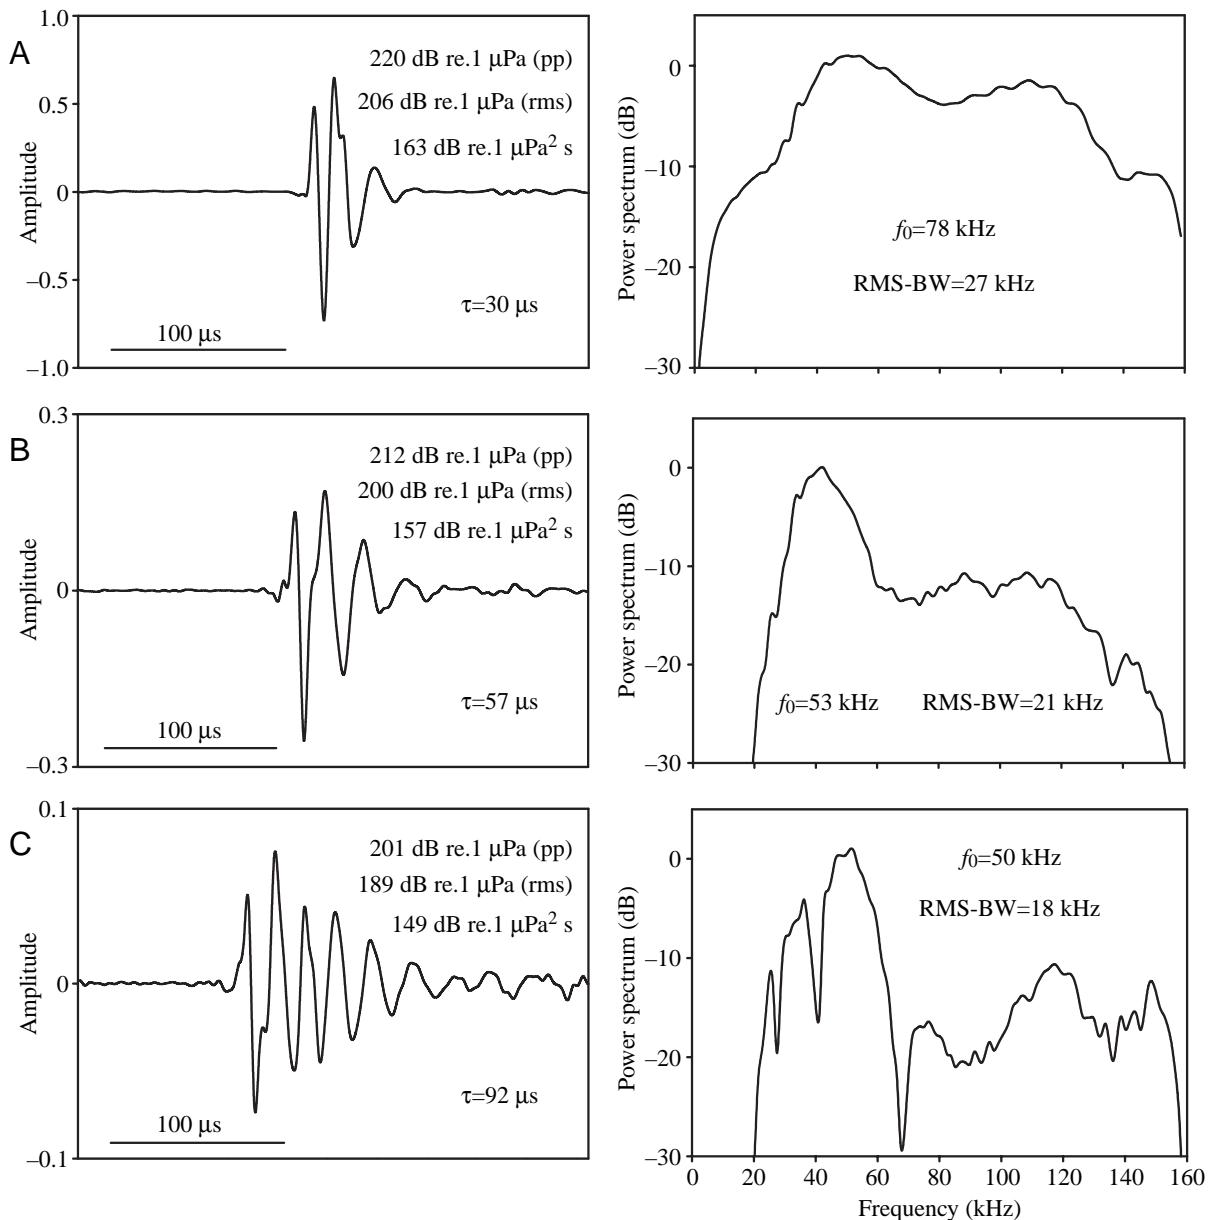 A
1.0
0.5
0
–0.5
–1.0
Amplitude
220 dB re.1 μPa (pp)
206 dB re.1 μPa (rms)
163 dB re.1 μPa² s
τ=30 μs
100 μs
0
–10
–20
–30
Power spectrum (dB)
f0=78 kHz
RMS-BW=27 kHz
B
0.3
0
–0.3
Amplitude
212 dB re.1 μPa (pp)
200 dB re.1 μPa (rms)
157 dB re.1 μPa² s
τ=57 μs
100 μs
0
–10
–20
–30
Power spectrum (dB)
f0=53 kHz RMS-BW=21 kHz
C
0.1
0
–0.1
Amplitude
201 dB re.1 μPa (pp)
189 dB re.1 μPa (rms)
149 dB re.1 μPa² s
τ=92 μs
100 μs
0
–10
–20
–30
Power spectrum (dB)
f0=50 kHz
RMS-BW=18 kHz
0 20 40 60 80 100 120 140 160
Frequency (kHz)